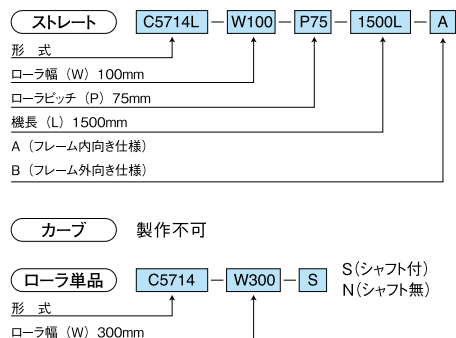 ストレート C5714L－W100－P75－1500L－A
形　式
ローラ幅（W）100mm
ローラピッチ（P）75mm
機長（L）1500mm
A（フレーム内向き仕様）
B（フレーム外向き仕様）
カーブ 製作不可
ローラ単品 C5714－W300－S S（シャフト付）
N（シャフト無）
形　式
ローラ幅（W）300mm